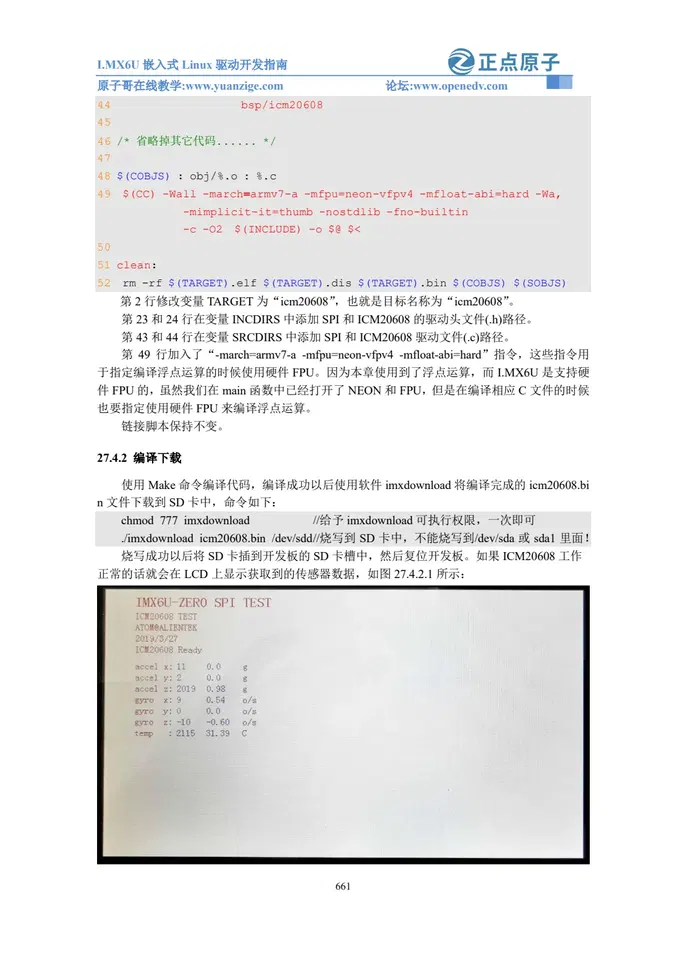 I.MX6U 嵌入式 Linux 驱动开发指南
正点原子
原子哥在线教学:www.yuanzige.com 论坛:www.openedv.com
44 bsp/icm20608
45
46 /* 省略掉其它代码...... */
47
48 $(COBJS) : obj/%.o : %.c
49 $(CC) -Wall -march=armv7-a -mfpu=neon-vfpv4 -mfloat-abi=hard -Wa,
-mimplicit-it=thumb -nostdlib -fno-builtin
-c -O2 $(INCLUDE) -o $@ $<
50
51 clean:
52 rm -rf $(TARGET).elf $(TARGET).dis $(TARGET).bin $(COBJS) $(SOBJS)
第 2 行修改变量 TARGET 为“icm20608”，也就是目标名称为“icm20608”。
第 23 和 24 行在变量 INCDIRS 中添加 SPI 和 ICM20608 的驱动头文件(.h)路径。
第 43 和 44 行在变量 SRCDIRS 中添加 SPI 和 ICM20608 驱动文件(.c)路径。
第 49 行加入了“-march=armv7-a -mfpu=neon-vfpv4 -mfloat-abi=hard”指令，这些指令用
于指定编译浮点运算的时候使用硬件 FPU。因为本章使用到了浮点运算，而 I.MX6U 是支持硬
件 FPU 的，虽然我们在 main 函数中已经打开了 NEON 和 FPU，但是在编译相应 C 文件的时候
也要指定使用硬件 FPU 来编译浮点运算。
链接脚本保持不变。
27.4.2 编译下载
使用 Make 命令编译代码，编译成功以后使用软件 imxdownload 将编译完成的 icm20608.bi
n 文件下载到 SD 卡中，命令如下：
chmod 777 imxdownload //给予 imxdownload 可执行权限，一次即可
./imxdownload icm20608.bin /dev/sdd//烧写到 SD 卡中，不能烧写到/dev/sda 或 sda1 里面！
烧写成功以后将 SD 卡插到开发板的 SD 卡槽中，然后复位开发板。如果 ICM20608 工作
正常的话就会在 LCD 上显示获取到的传感器数据，如图 27.4.2.1 所示：
IMX6U-ZERO SPI TEST
ICM20608 TEST
ATOM@ALIENTEK
2019/3/27
ICM20608 Ready
accel x: 11 0.0 g
accel y: 2 0.0 g
accel z: 2019 0.98 g
gyro x: 9 0.54 o/s
gyro y: 0 0.0 o/s
gyro z: -10 -0.60 o/s
temp : 2115 31.39 C
661